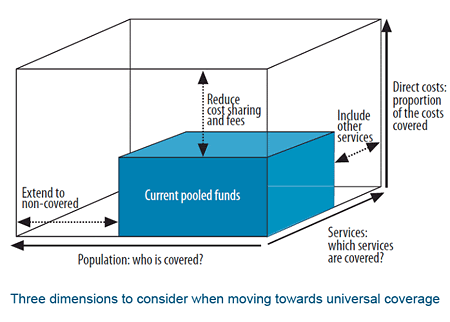 Direct costs:
proportion
of the costs
covered
Reduce
cost sharing
and fees
Include
other
services
Extend to
non-covered
Current pooled funds
Services:
which services
are covered?
Population: who is covered?
Three dimensions to consider when moving towards universal coverage